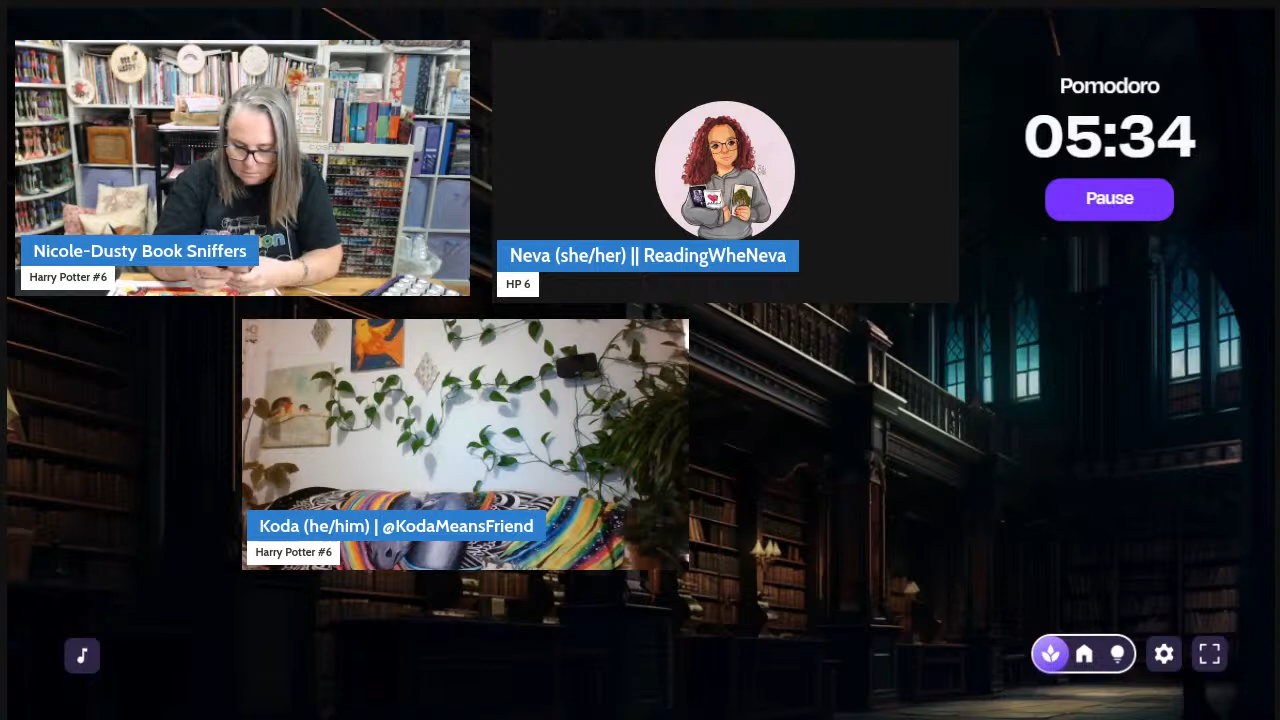 Pomodoro
05:34
Pause
Nicole-Dusty Book Sniffers
Harry Potter #6
Neva (she/her) || ReadingWheNeva
HP 6
Koda (he/him) | @KodaMeansFriend
Harry Potter #6